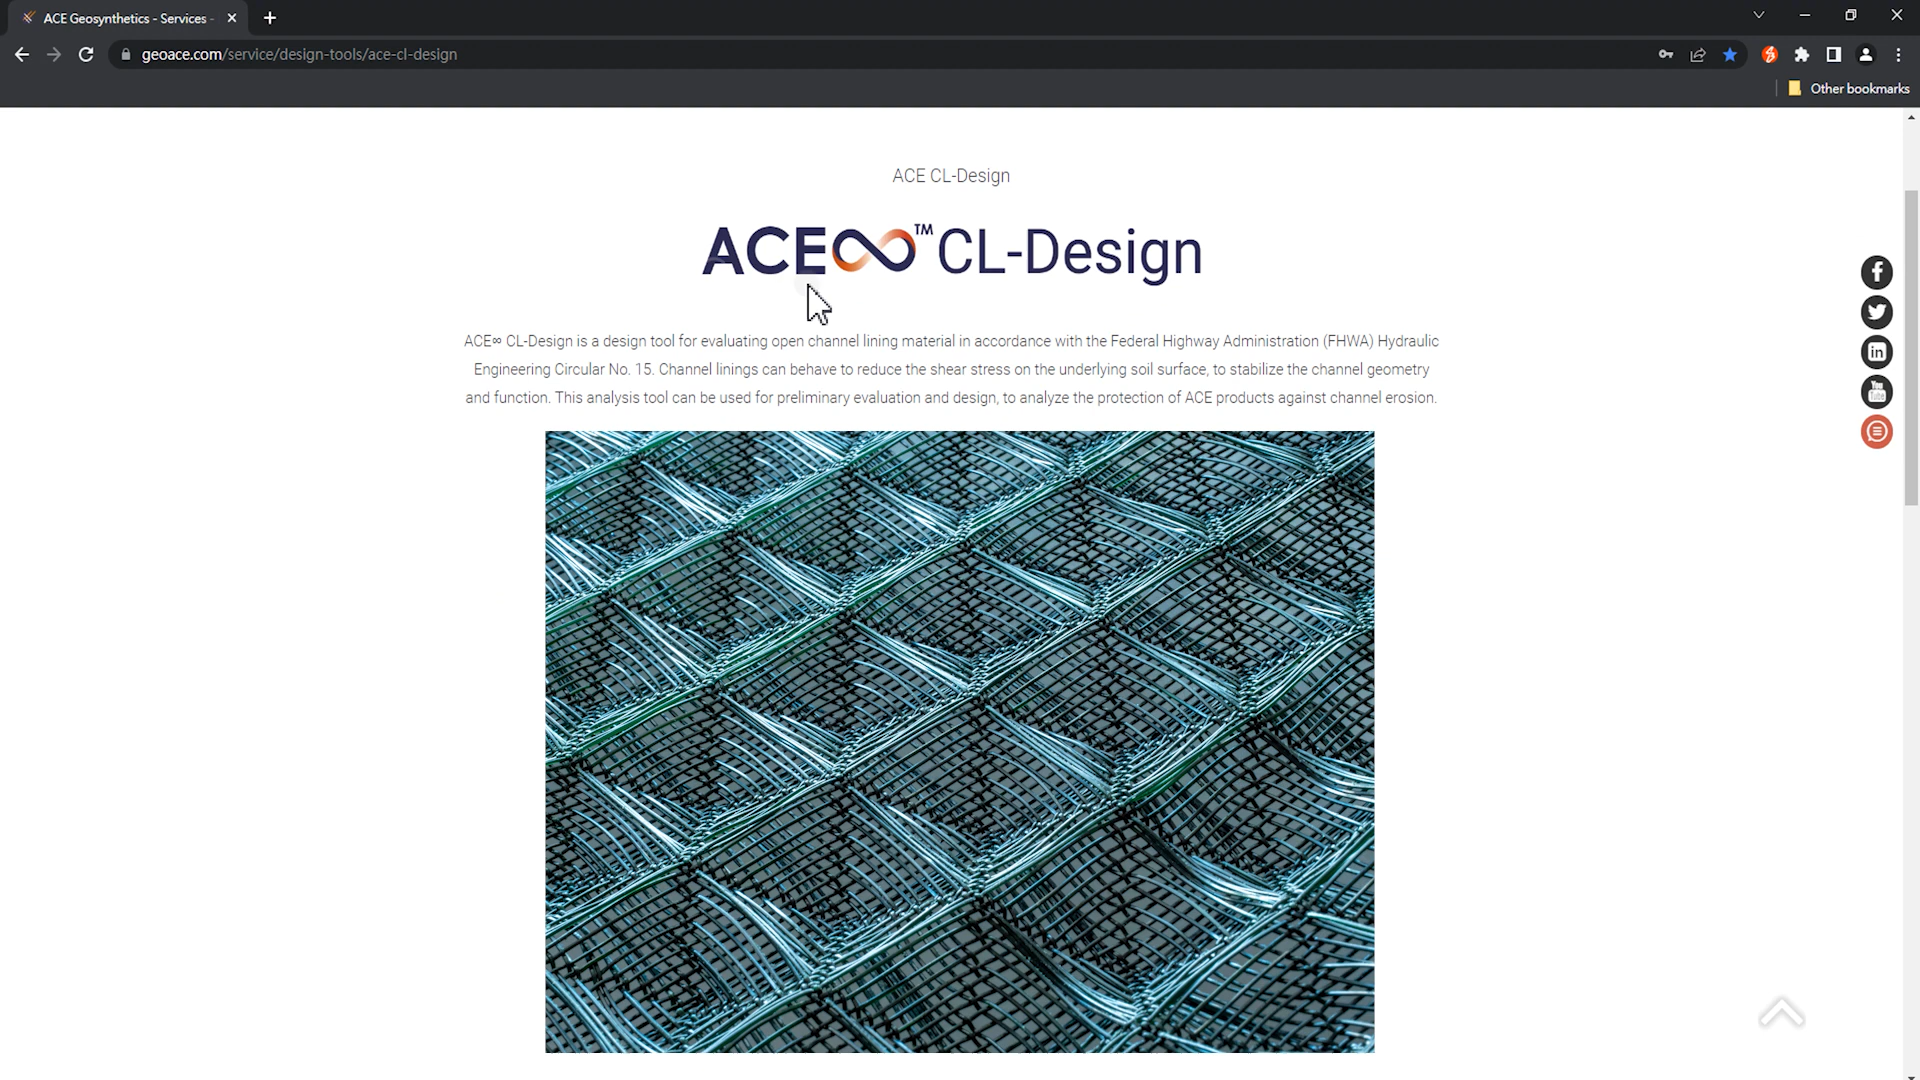 ACE Geosynthetics - Services -
geoace.com/service/design-tools/ace-cl-design
Other bookmarks
ACE CL-Design
ACE∞™ CL-Design
ACE∞ CL-Design is a design tool for evaluating open channel lining material in accordance with the Federal Highway Administration (FHWA) Hydraulic
Engineering Circular No. 15. Channel linings can behave to reduce the shear stress on the underlying soil surface, to stabilize the channel geometry
and function. This analysis tool can be used for preliminary evaluation and design, to analyze the protection of ACE products against channel erosion.
You
Tube